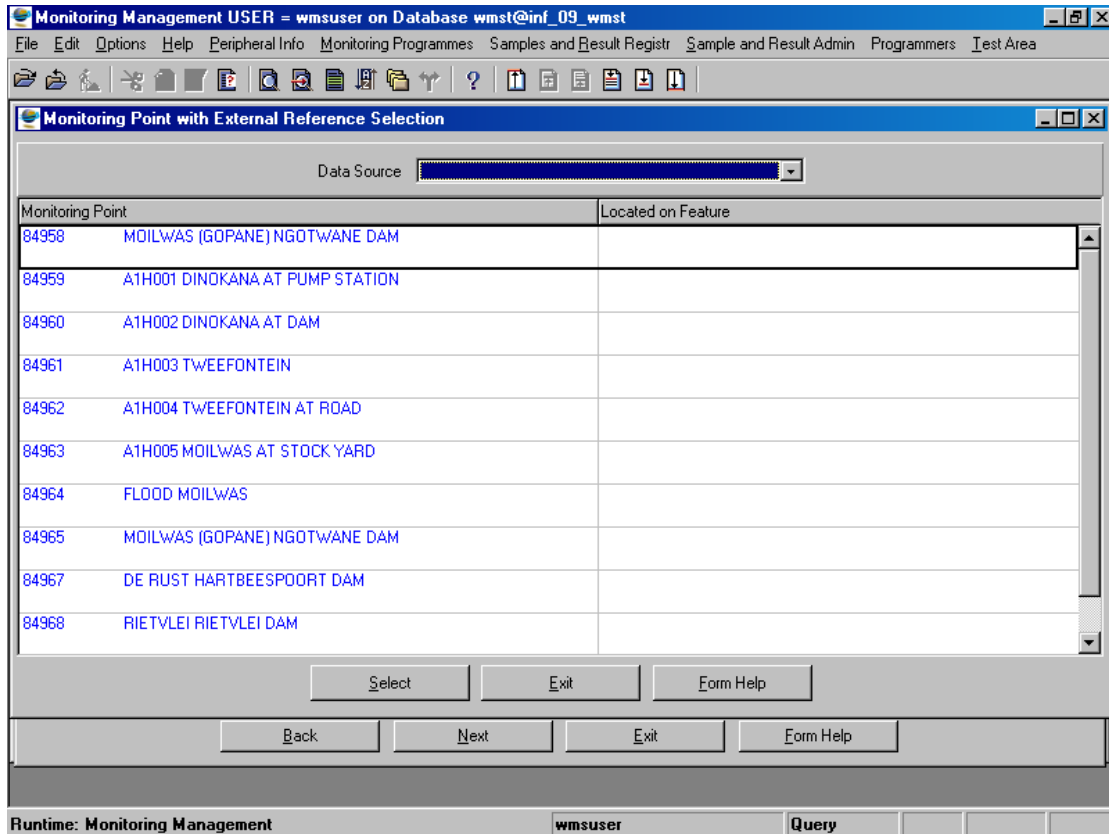 Monitoring Management USER = wmsuser on Database wmst@inf_09_wmst
File Edit Options Help Peripheral Info Monitoring Programmes Samples and Result Registr Sample and Result Admin Programmers Test Area
Monitoring Point with External Reference Selection
Data Source
Monitoring Point Located on Feature
84958 MOILWAS (GOPANE) NGOTWANE DAM
84959 A1H001 DINOKANA AT PUMP STATION
84960 A1H002 DINOKANA AT DAM
84961 A1H003 TWEEFONTEIN
84962 A1H004 TWEEFONTEIN AT ROAD
84963 A1H005 MOILWAS AT STOCK YARD
84964 FLOOD MOILWAS
84965 MOILWAS (GOPANE) NGOTWANE DAM
84967 DE RUST HARTBEESPOORT DAM
84968 RIETVLEI RIETVLEI DAM
Select Exit Form Help
Back Next Exit Form Help
Runtime: Monitoring Management wmsuser Query